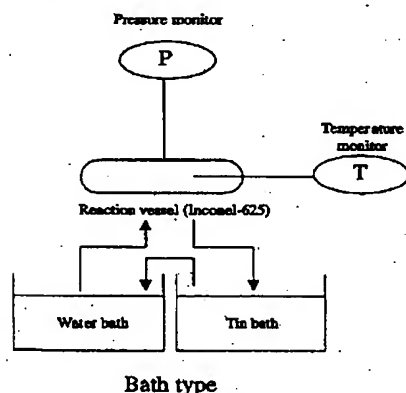 Pressure monitor
P
Temperature
monitor
T
Reaction vessel (Inconel-625)
Water bath
Tin bath
Bath type